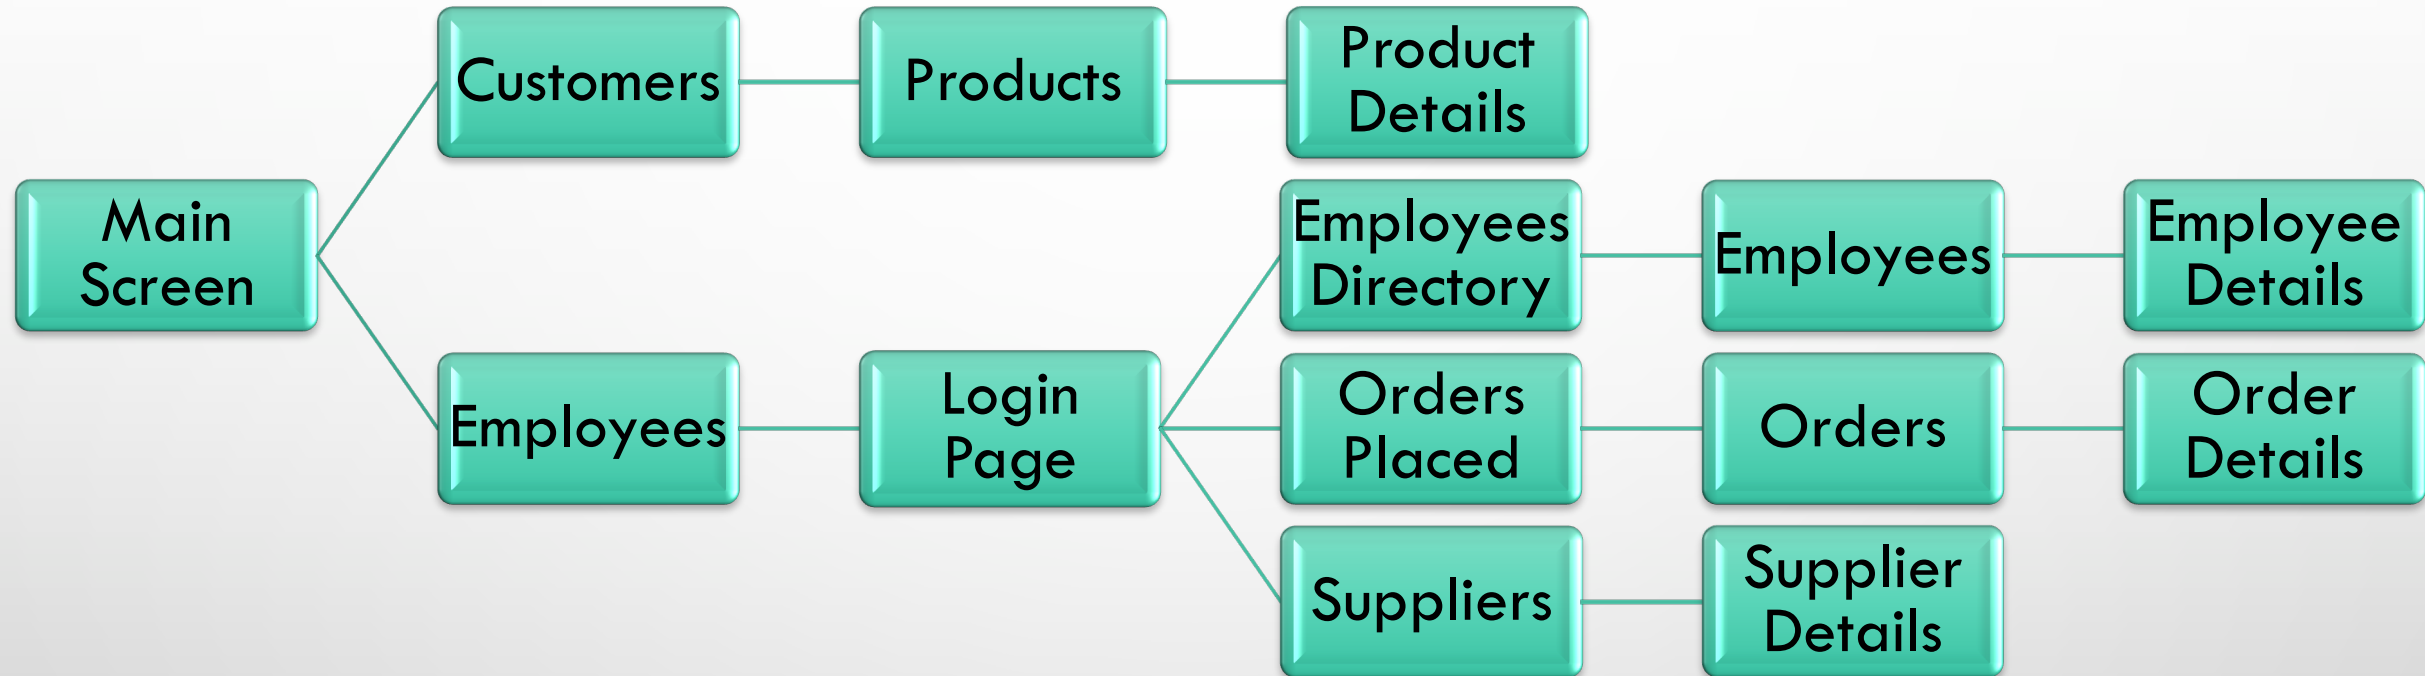 Customers
Products
Product
Details
Main
Screen
Employees
Directory
Employees
Employee
Details
Employees
Login
Page
Orders
Placed
Orders
Order
Details
Suppliers
Supplier
Details